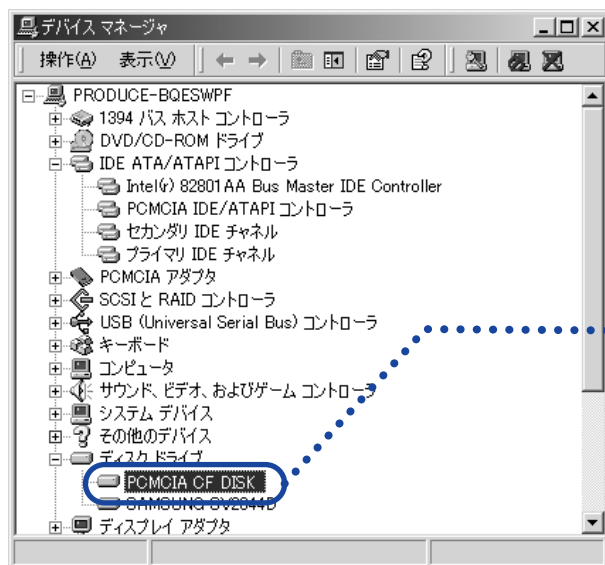 デバイス マネージャ
操作(A) 表示(V)
PRODUCE-BQESWPF
1394 バス ホスト コントローラ
DVD/CD-ROM ドライブ
IDE ATA/ATAPI コントローラ
Intel(r) 82801AA Bus Master IDE Controller
PCMCIA IDE/ATAPI コントローラ
セカンダリ IDE チャネル
プライマリ IDE チャネル
PCMCIA アダプタ
SCSI と RAID コントローラ
USB (Universal Serial Bus) コントローラ
キーボード
コンピュータ
サウンド、ビデオ、およびゲーム コントローラ
システム デバイス
その他のデバイス
ディスク ドライブ
PCMCIA CF DISK
SAMSUNG SV2044D
ディスプレイ アダプタ